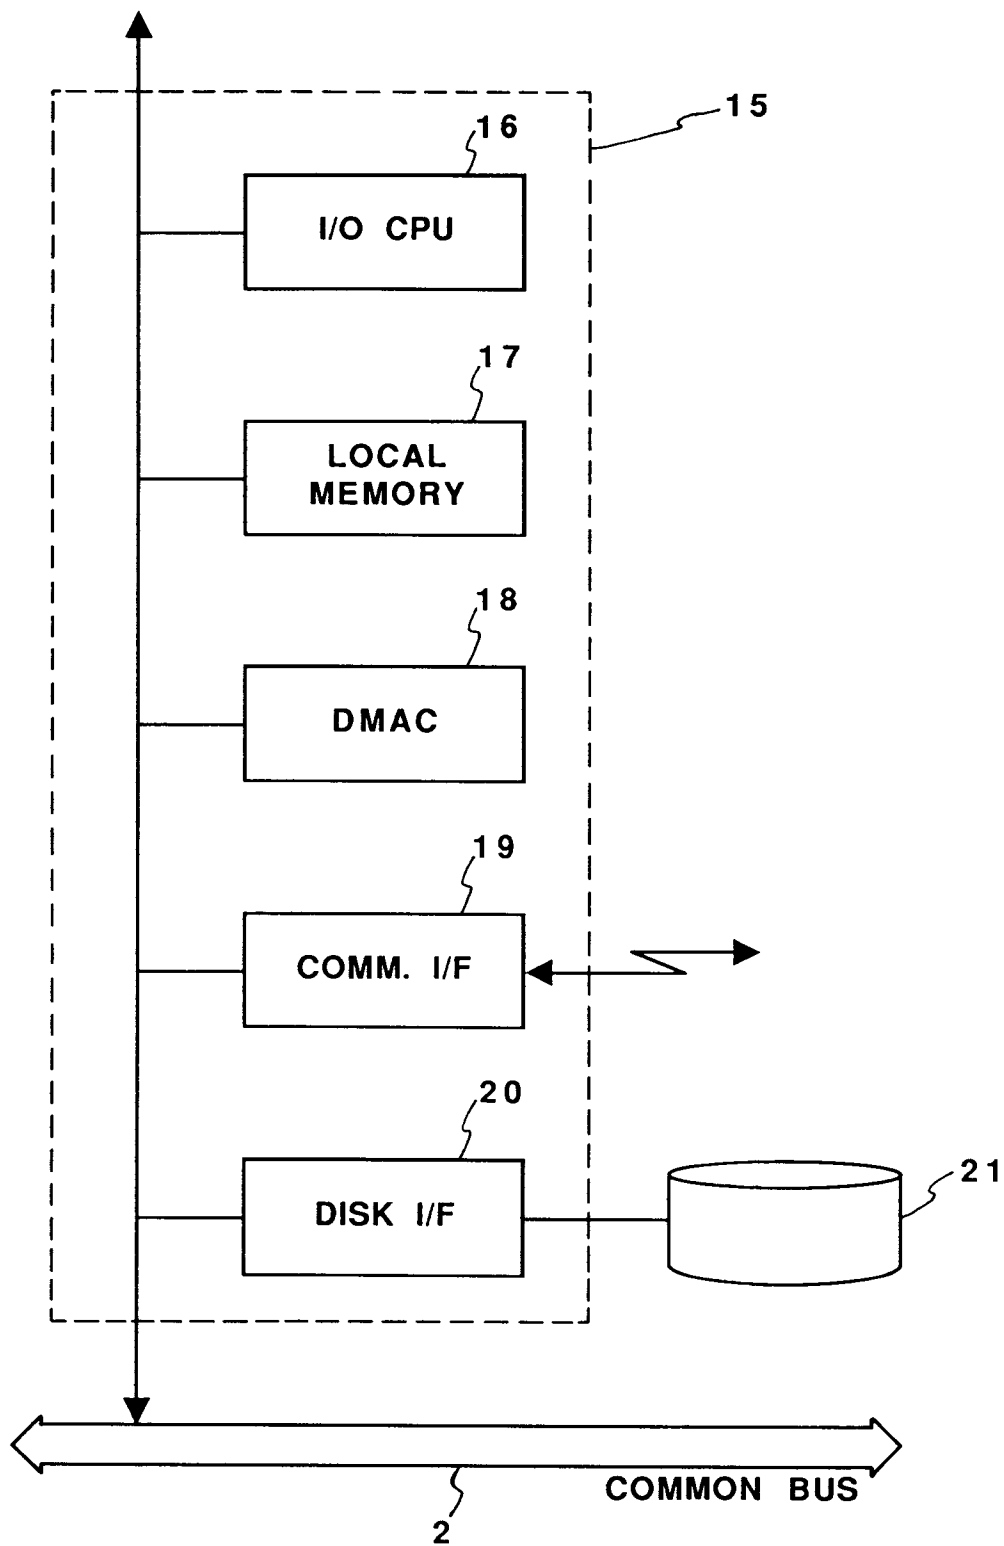 15
16
I/O CPU
17
LOCAL
MEMORY
18
DMAC
19
COMM. I/F
20
DISK I/F
21
COMMON BUS
2